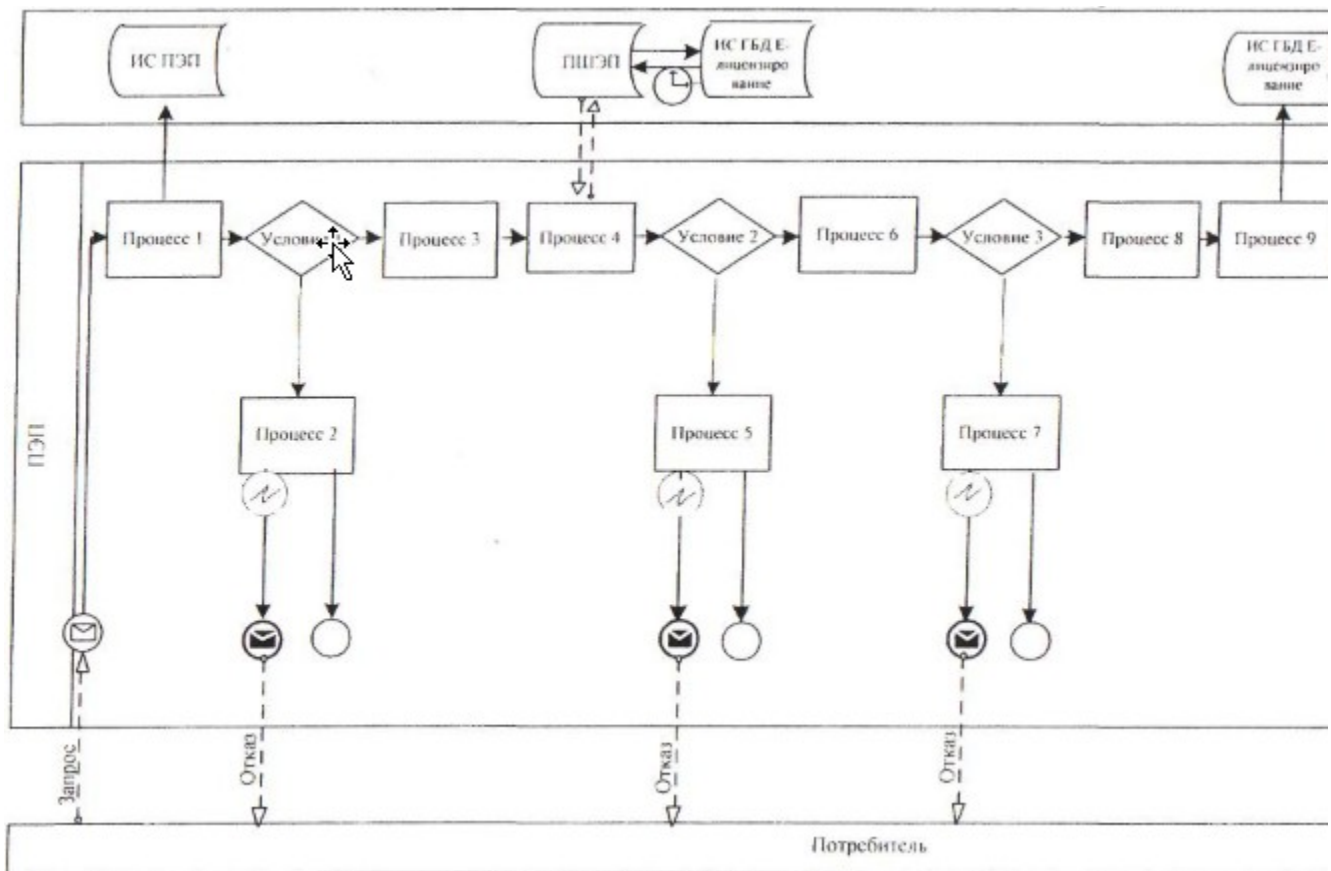 ИС ПЭП
ПШЭП
ИС ГБД Е-
лицензиро
вание
ИС ГБД Е-
лицензиро
вание
Процесс 1
Условие
Процесс 3
Процесс 4
Условие 2
Процесс 6
Условие 3
Процесс 8
Процесс 9
Процесс 2
Процесс 5
Процесс 7
ПЭП
Запрос
Отказ
Отказ
Отказ
Потребитель